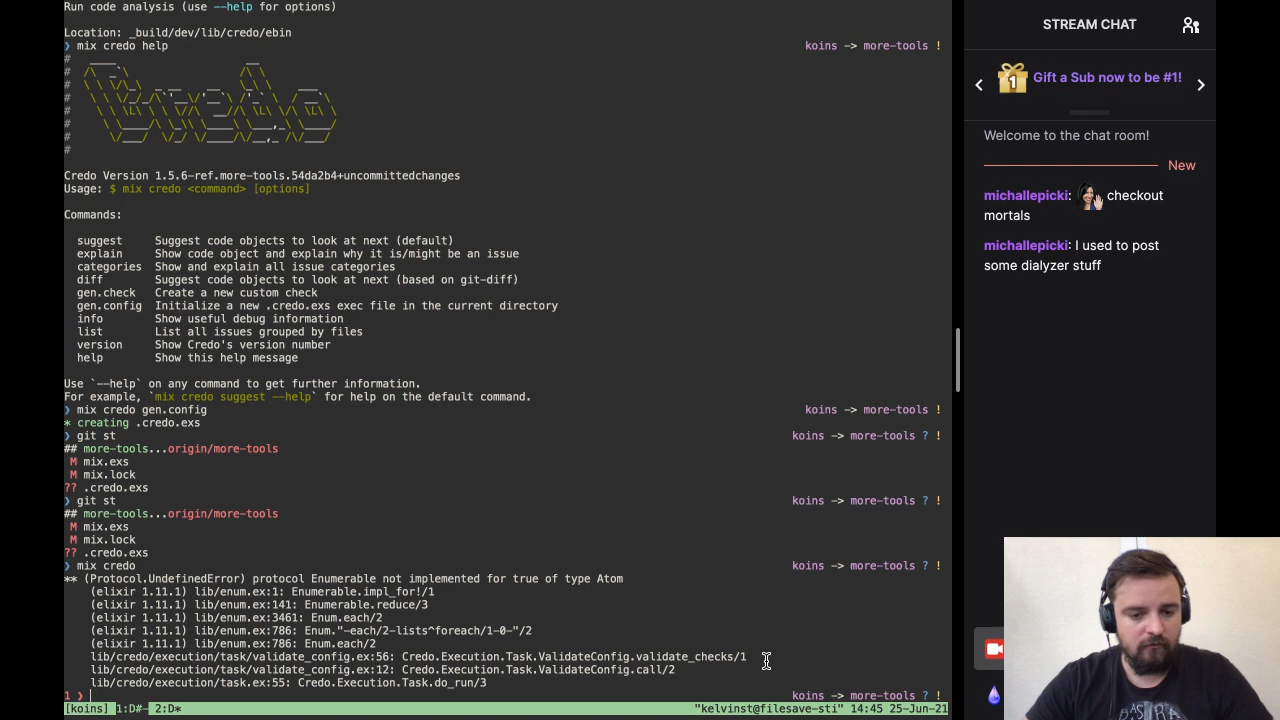 Run code analysis (use --help for options)
Location: _build/dev/lib/credo/ebin
❯ mix credo help
koins -> more-tools !
Credo Version 1.5.6-ref.more-tools.54da2b4+uncommittedchanges
Usage: $ mix credo <command> [options]
Commands:
suggest Suggest code objects to look at next (default)
explain Show code object and explain why it is/might be an issue
categories Show and explain all issue categories
diff Suggest code objects to look at next (based on git-diff)
gen.check Create a new custom check
gen.config Initialize a new .credo.exs exec file in the current directory
info Show useful debug information
list List all issues grouped by files
version Show Credo's version number
help Show this help message
Use `--help` on any command to get further information.
For example, `mix credo suggest --help` for help on the default command.
❯ mix credo gen.config
koins -> more-tools !
* creating .credo.exs
❯ git st
koins -> more-tools ? !
## more-tools...origin/more-tools
M mix.exs
M mix.lock
?? .credo.exs
❯ git st
koins -> more-tools ? !
## more-tools...origin/more-tools
M mix.exs
M mix.lock
?? .credo.exs
❯ mix credo
koins -> more-tools ? !
** (Protocol.UndefinedError) protocol Enumerable not implemented for true of type Atom
(elixir 1.11.1) lib/enum.ex:1: Enumerable.impl_for!/1
(elixir 1.11.1) lib/enum.ex:141: Enumerable.reduce/3
(elixir 1.11.1) lib/enum.ex:3461: Enum.each/2
(elixir 1.11.1) lib/enum.ex:786: Enum."-each/2-lists^foreach/1-0-"/2
(elixir 1.11.1) lib/enum.ex:786: Enum.each/2
lib/credo/execution/task/validate_config.ex:56: Credo.Execution.Task.ValidateConfig.validate_checks/1
lib/credo/execution/task/validate_config.ex:12: Credo.Execution.Task.ValidateConfig.call/2
lib/credo/execution/task.ex:55: Credo.Execution.Task.do_run/3
1 ❯
koins -> more-tools ? !
[koins] 1:D#- 2:D* "kelvinst@filesave-sti" 14:45 25-Jun-21
STREAM CHAT
1
Gift a Sub now to be #1!
Welcome to the chat room!
New
michallepicki: checkout
mortals
michallepicki: I used to post
some dialyzer stuff